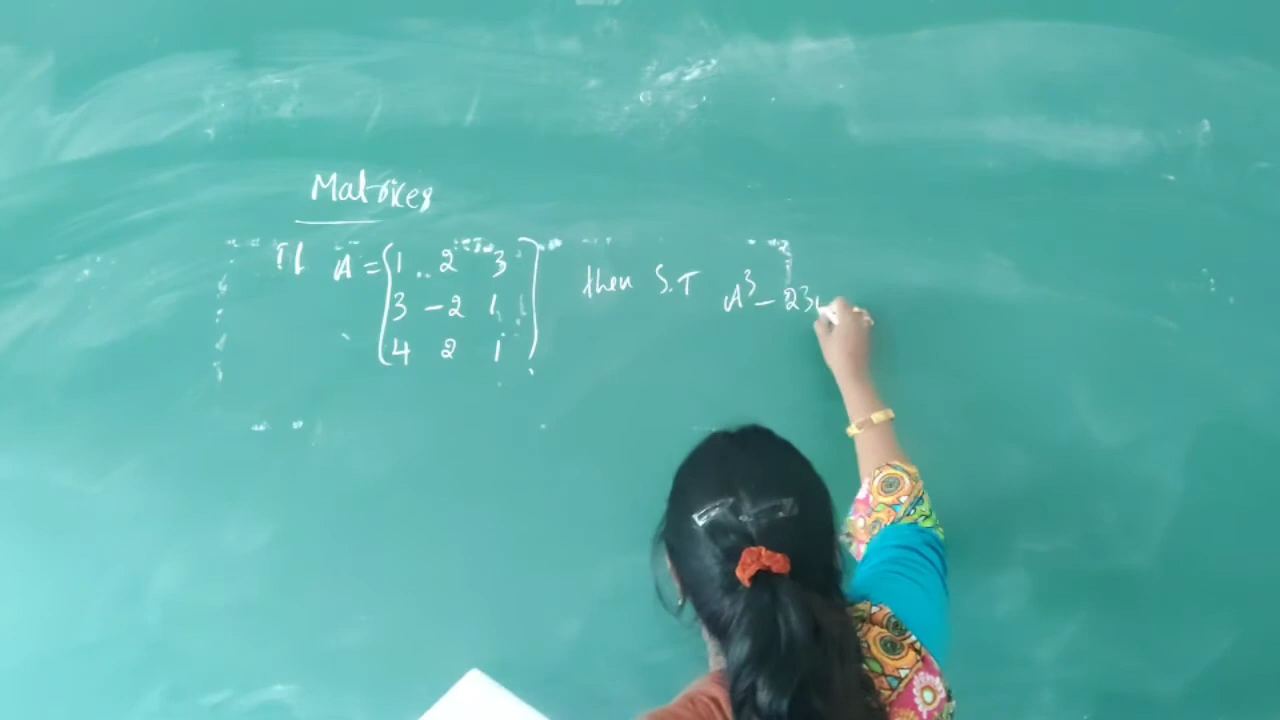 Matrices
If A = [1 2 3 then S.T A³ - 23
3 -2 1
4 2 1]